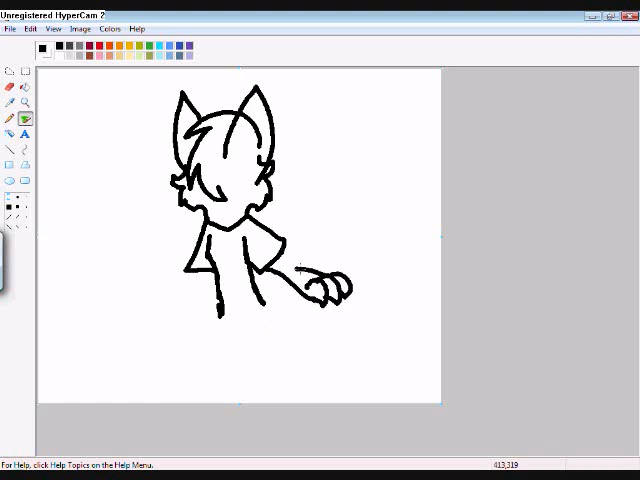 Unregistered HyperCam 2
File Edit View Image Colors Help
A
For Help, click Help Topics on the Help Menu.
413,319